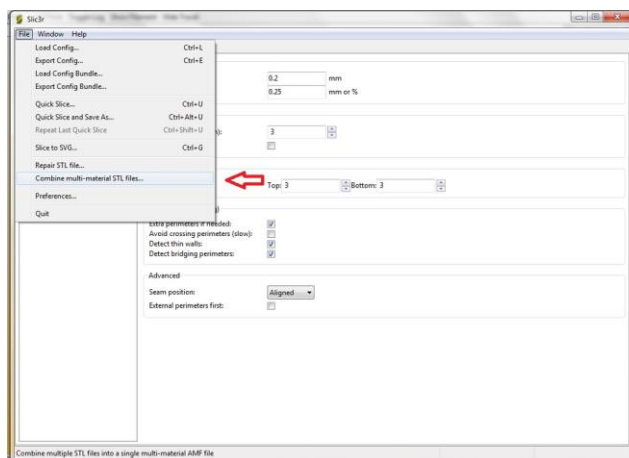 Slic3r
File Window Help
Load Config... Ctrl+L
Export Config... Ctrl+E
Load Config Bundle...
Export Config Bundle...
Quick Slice... Ctrl+U
Quick Slice and Save As... Ctrl+Alt+U
Repeat Last Quick Slice Ctrl+Shift+U
Slice to SVG... Ctrl+G
Repair STL file...
Combine multi-material STL files...
Preferences...
Quit
0.2 mm
0.25 mm or %
3
Top: 3 Bottom: 3
Extra perimeters if needed:
Avoid crossing perimeters (slow):
Detect thin walls:
Detect bridging perimeters:
Advanced
Seam position: Aligned
External perimeters first:
Combine multiple STL files into a single multi-material AMF file